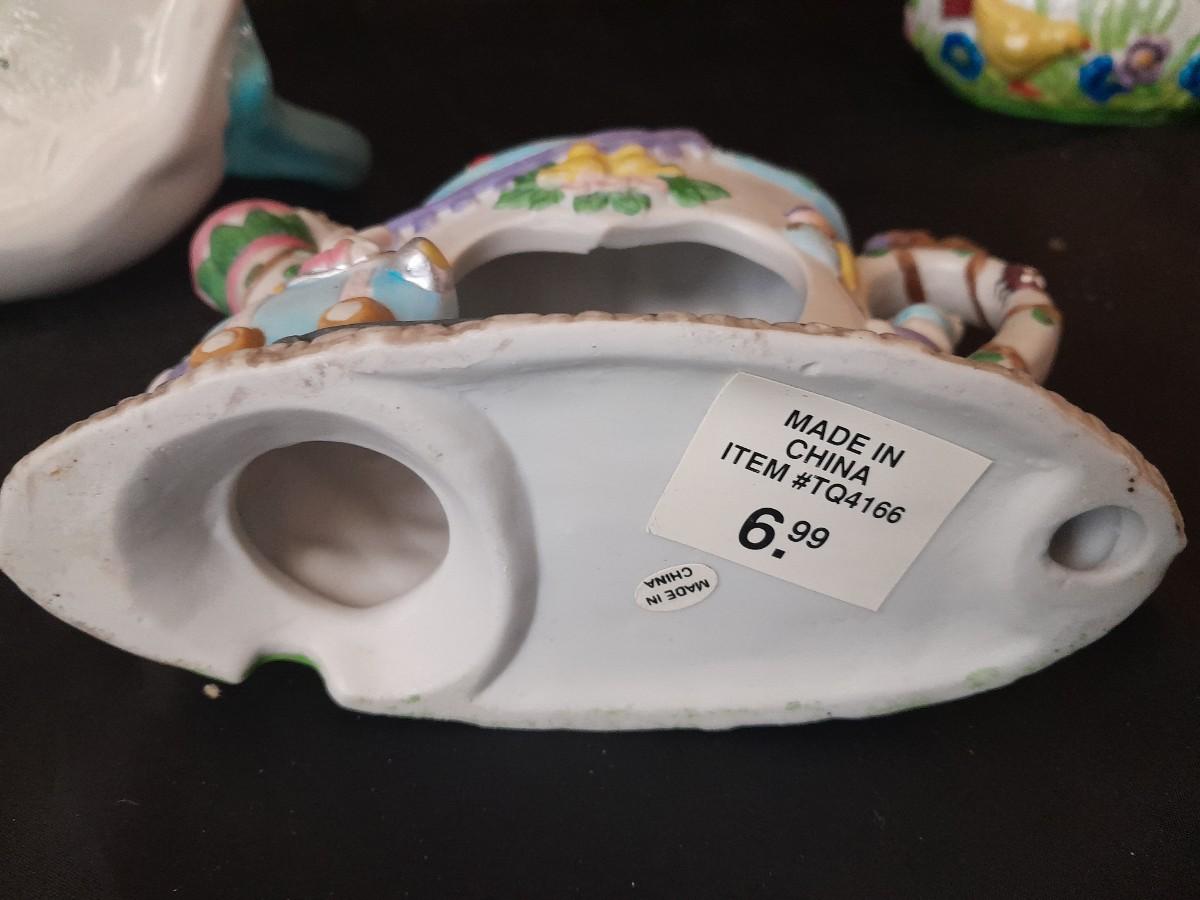 MADE IN
CHINA
ITEM #TQ4166
6.99
MADE IN
CHINA